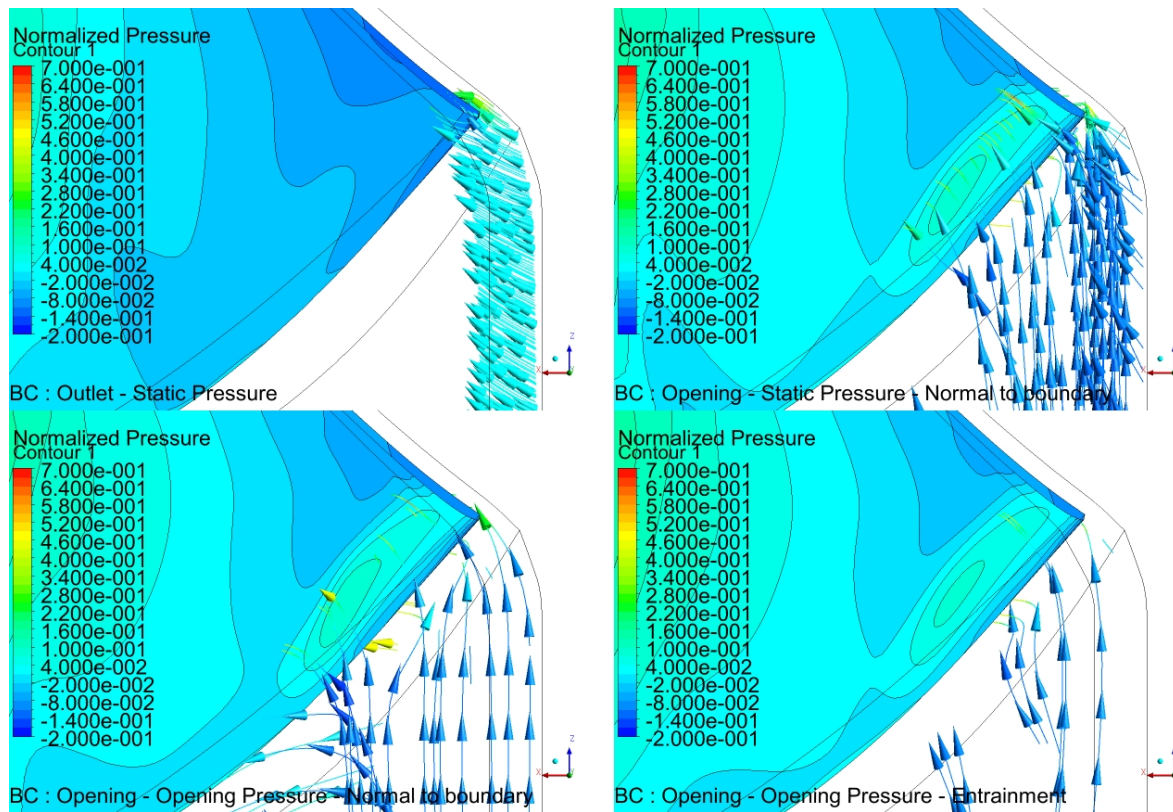 Normalized Pressure
Contour 1
7.000e-001
6.400e-001
5.800e-001
5.200e-001
4.600e-001
4.000e-001
3.400e-001
2.800e-001
2.200e-001
1.600e-001
1.000e-001
4.000e-002
-2.000e-002
-8.000e-002
-1.400e-001
-2.000e-001
Z
X
BC : Outlet - Static Pressure
Normalized Pressure
Contour 1
7.000e-001
6.400e-001
5.800e-001
5.200e-001
4.600e-001
4.000e-001
3.400e-001
2.800e-001
2.200e-001
1.600e-001
1.000e-001
4.000e-002
-2.000e-002
-8.000e-002
-1.400e-001
-2.000e-001
Z
X
BC : Opening - Static Pressure - Normal to boundary
Normalized Pressure
Contour 1
7.000e-001
6.400e-001
5.800e-001
5.200e-001
4.600e-001
4.000e-001
3.400e-001
2.800e-001
2.200e-001
1.600e-001
1.000e-001
4.000e-002
-2.000e-002
-8.000e-002
-1.400e-001
-2.000e-001
Z
X
BC : Opening - Opening Pressure - Normal to boundary
Normalized Pressure
Contour 1
7.000e-001
6.400e-001
5.800e-001
5.200e-001
4.600e-001
4.000e-001
3.400e-001
2.800e-001
2.200e-001
1.600e-001
1.000e-001
4.000e-002
-2.000e-002
-8.000e-002
-1.400e-001
-2.000e-001
Z
X
BC : Opening - Opening Pressure - Entrainment